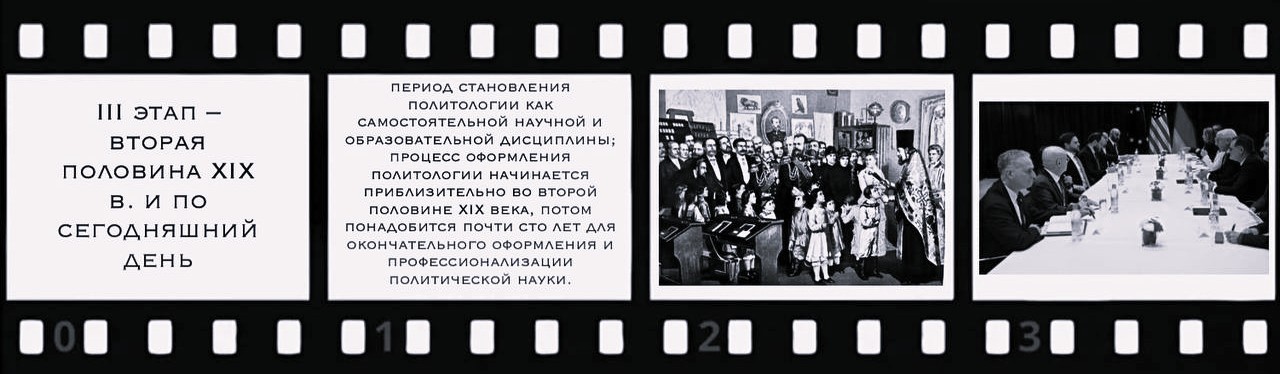 III ЭТАП –
ВТОРАЯ
ПОЛОВИНА XIX
В. И ПО
СЕГОДНЯШНИЙ
ДЕНЬ
ПЕРИОД СТАНОВЛЕНИЯ
ПОЛИТОЛОГИИ КАК
САМОСТОЯТЕЛЬНОЙ НАУЧНОЙ И
ОБРАЗОВАТЕЛЬНОЙ ДИСЦИПЛИНЫ;
ПРОЦЕСС ОФОРМЛЕНИЯ
ПОЛИТОЛОГИИ НАЧИНАЕТСЯ
ПРИБЛИЗИТЕЛЬНО ВО ВТОРОЙ
ПОЛОВИНЕ XIX ВЕКА, ПОТОМ
ПОНАДОБИТСЯ ПОЧТИ СТО ЛЕТ ДЛЯ
ОКОНЧАТЕЛЬНОГО ОФОРМЛЕНИЯ И
ПРОФЕССИОНАЛИЗАЦИИ
ПОЛИТИЧЕСКОЙ НАУКИ.
0 1 2 3